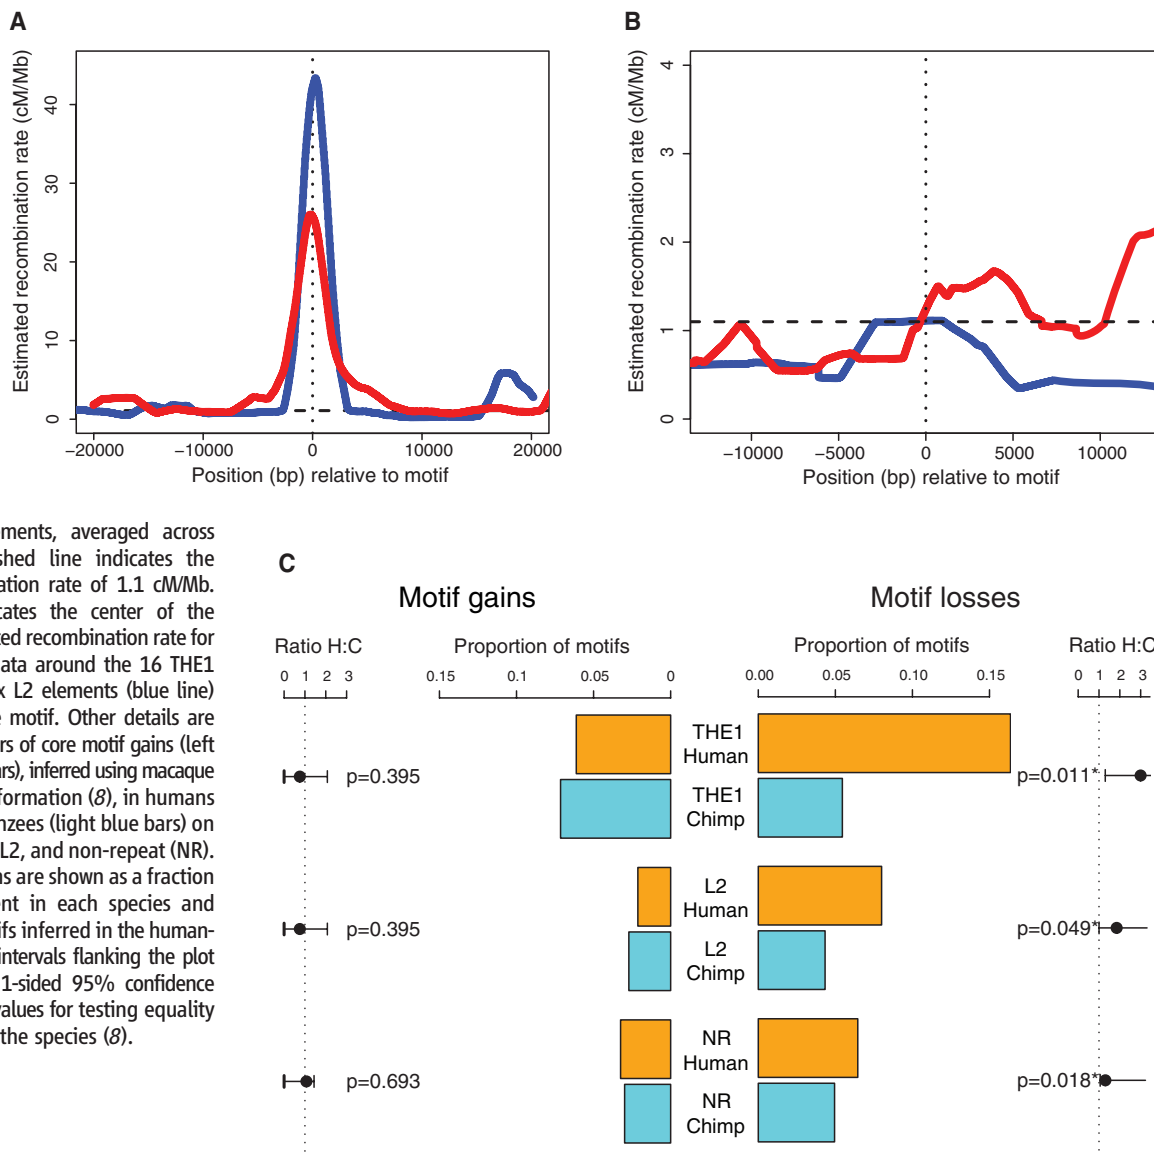 A
B
Estimated recombination rate (cM/Mb)
0 10 20 30 40
−20000 −10000 0 10000 20000
Position (bp) relative to motif
Estimated recombination rate (cM/Mb)
0 1 2 3 4
−10000 −5000 0 5000 10000
Position (bp) relative to motif
ements, averaged across
shed line indicates the
ation rate of 1.1 cM/Mb.
cates the center of the
ted recombination rate for
ata around the 16 THE1
x L2 elements (blue line)
e motif. Other details are
rs of core motif gains (left
ars), inferred using macaque
formation (8), in humans
nzees (light blue bars) on
L2, and non-repeat (NR).
ns are shown as a fraction
ent in each species and
ifs inferred in the human-
intervals flanking the plot
1-sided 95% confidence
values for testing equality
the species (8).
C
Motif gains
Motif losses
Ratio H:C
Proportion of motifs
Proportion of motifs
Ratio H:C
0 1 2 3
0.15 0.1 0.05 0
0.00 0.05 0.10 0.15
0 1 2 3
THE1
Human
p=0.395
p=0.011*
THE1
Chimp
L2
Human
p=0.395
p=0.049*
L2
Chimp
NR
Human
p=0.693
p=0.018*
NR
Chimp